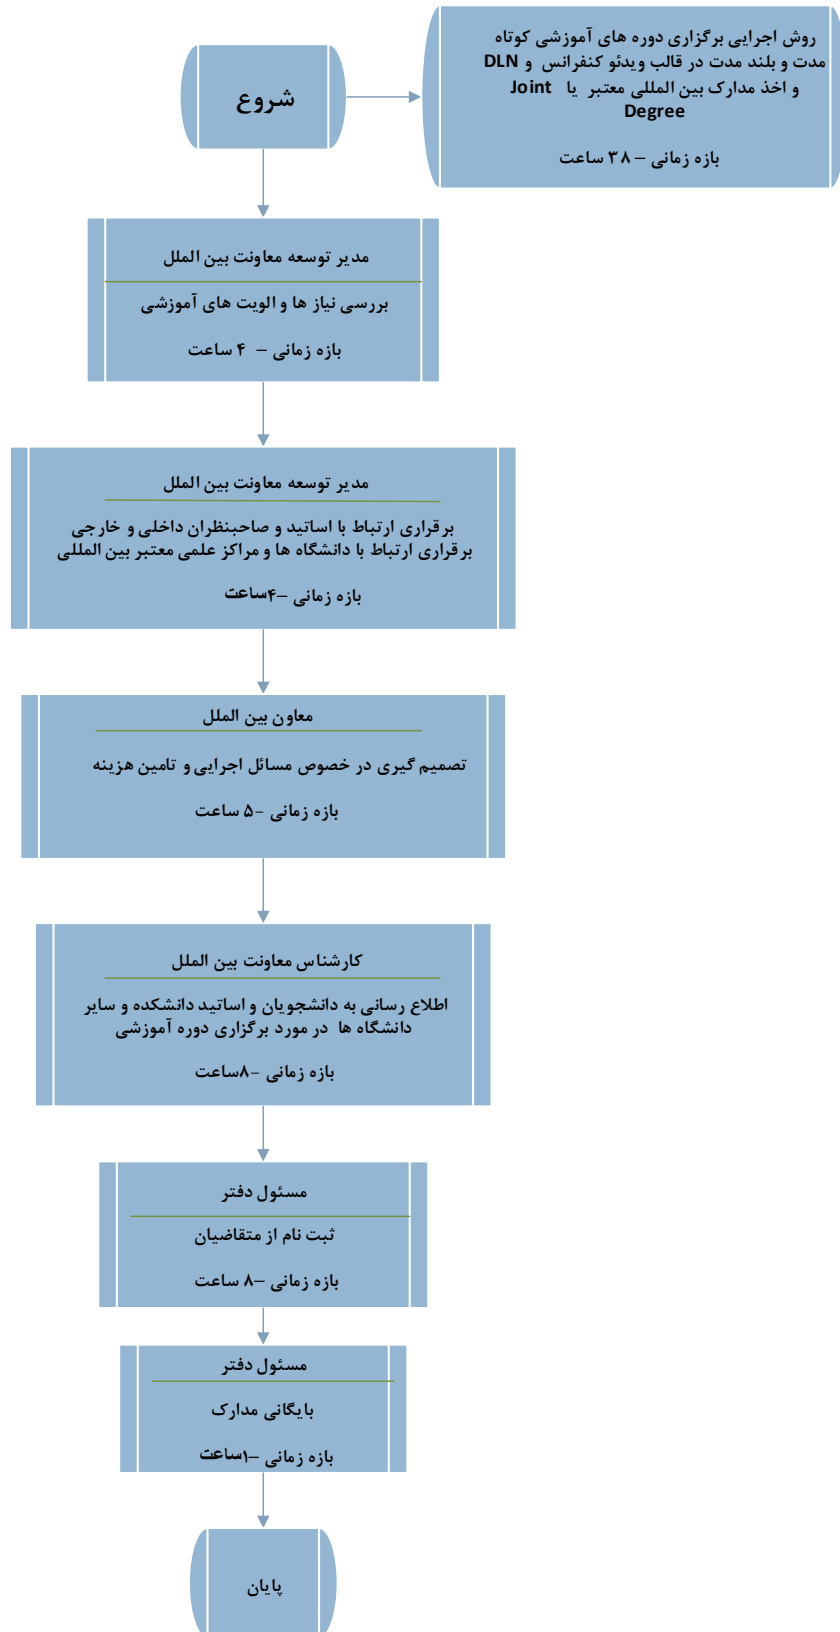 شروع
روش اجرایی برگزاری دوره های آموزشی کوتاه
مدت و بلند مدت در قالب ویدئو کنفرانس و DLN
و اخذ مدارک بین المللی معتبر یا Joint
Degree
بازه زمانی – ۳۸ ساعت
مدیر توسعه معاونت بین الملل
بررسی نیاز ها و الویت های آموزشی
بازه زمانی – ۴ ساعت
مدیر توسعه معاونت بین الملل
برقراری ارتباط با اساتید و صاحبنظران داخلی و خارجی
برقراری ارتباط با دانشگاه ها و مراکز علمی معتبر بین المللی
بازه زمانی –۴ساعت
معاون بین الملل
تصمیم گیری در خصوص مسائل اجرایی و تامین هزینه
بازه زمانی -۵ ساعت
کارشناس معاونت بین الملل
اطلاع رسانی به دانشجویان و اساتید دانشکده و سایر
دانشگاه ها در مورد برگزاری دوره آموزشی
بازه زمانی -۸ساعت
مسئول دفتر
ثبت نام از متقاضیان
بازه زمانی –۸ ساعت
مسئول دفتر
بایگانی مدارک
بازه زمانی –۱ساعت
پایان